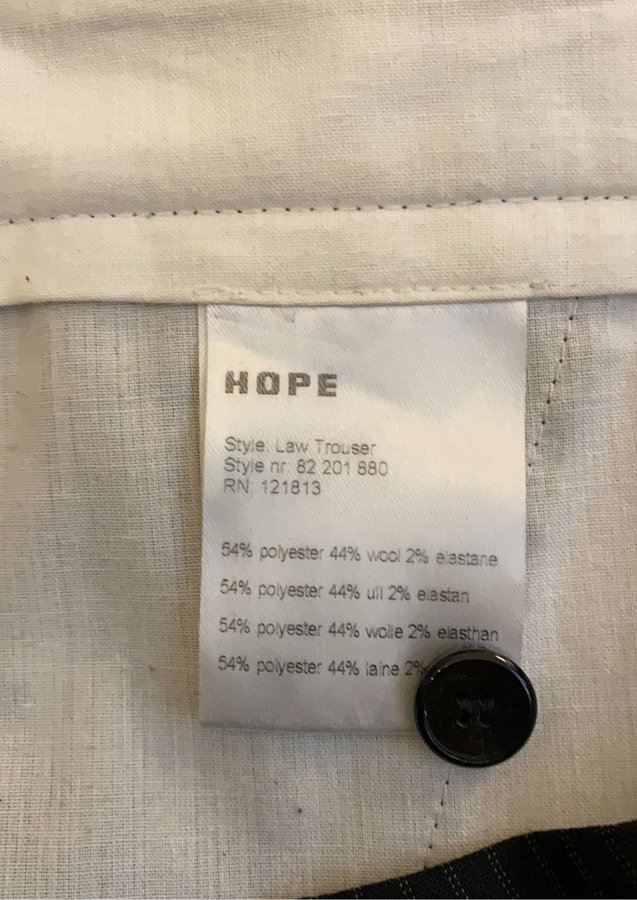 HOPE
Style: Law Trouser
Style nr: 82 201 880
RN: 121813
54% polyester 44% wool 2% elastane
54% polyester 44% ull 2% elastan
54% polyester 44% wolle 2% elasthan
54% polyester 44% laine 2%